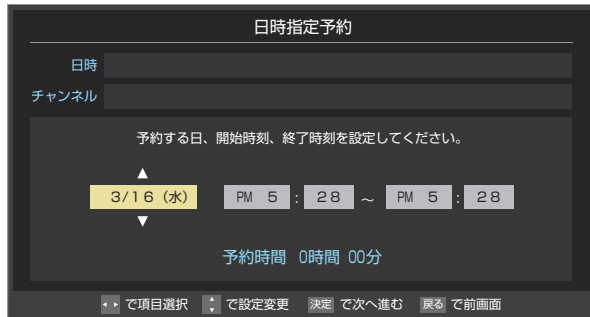 日時指定予約
日時
チャンネル
予約する日、開始時刻、終了時刻を設定してください。
3/16（水） PM 5 : 28 ～ PM 5 : 28
予約時間 0時間 00分
で項目選択 で設定変更 決定 で次へ進む 戻る で前画面